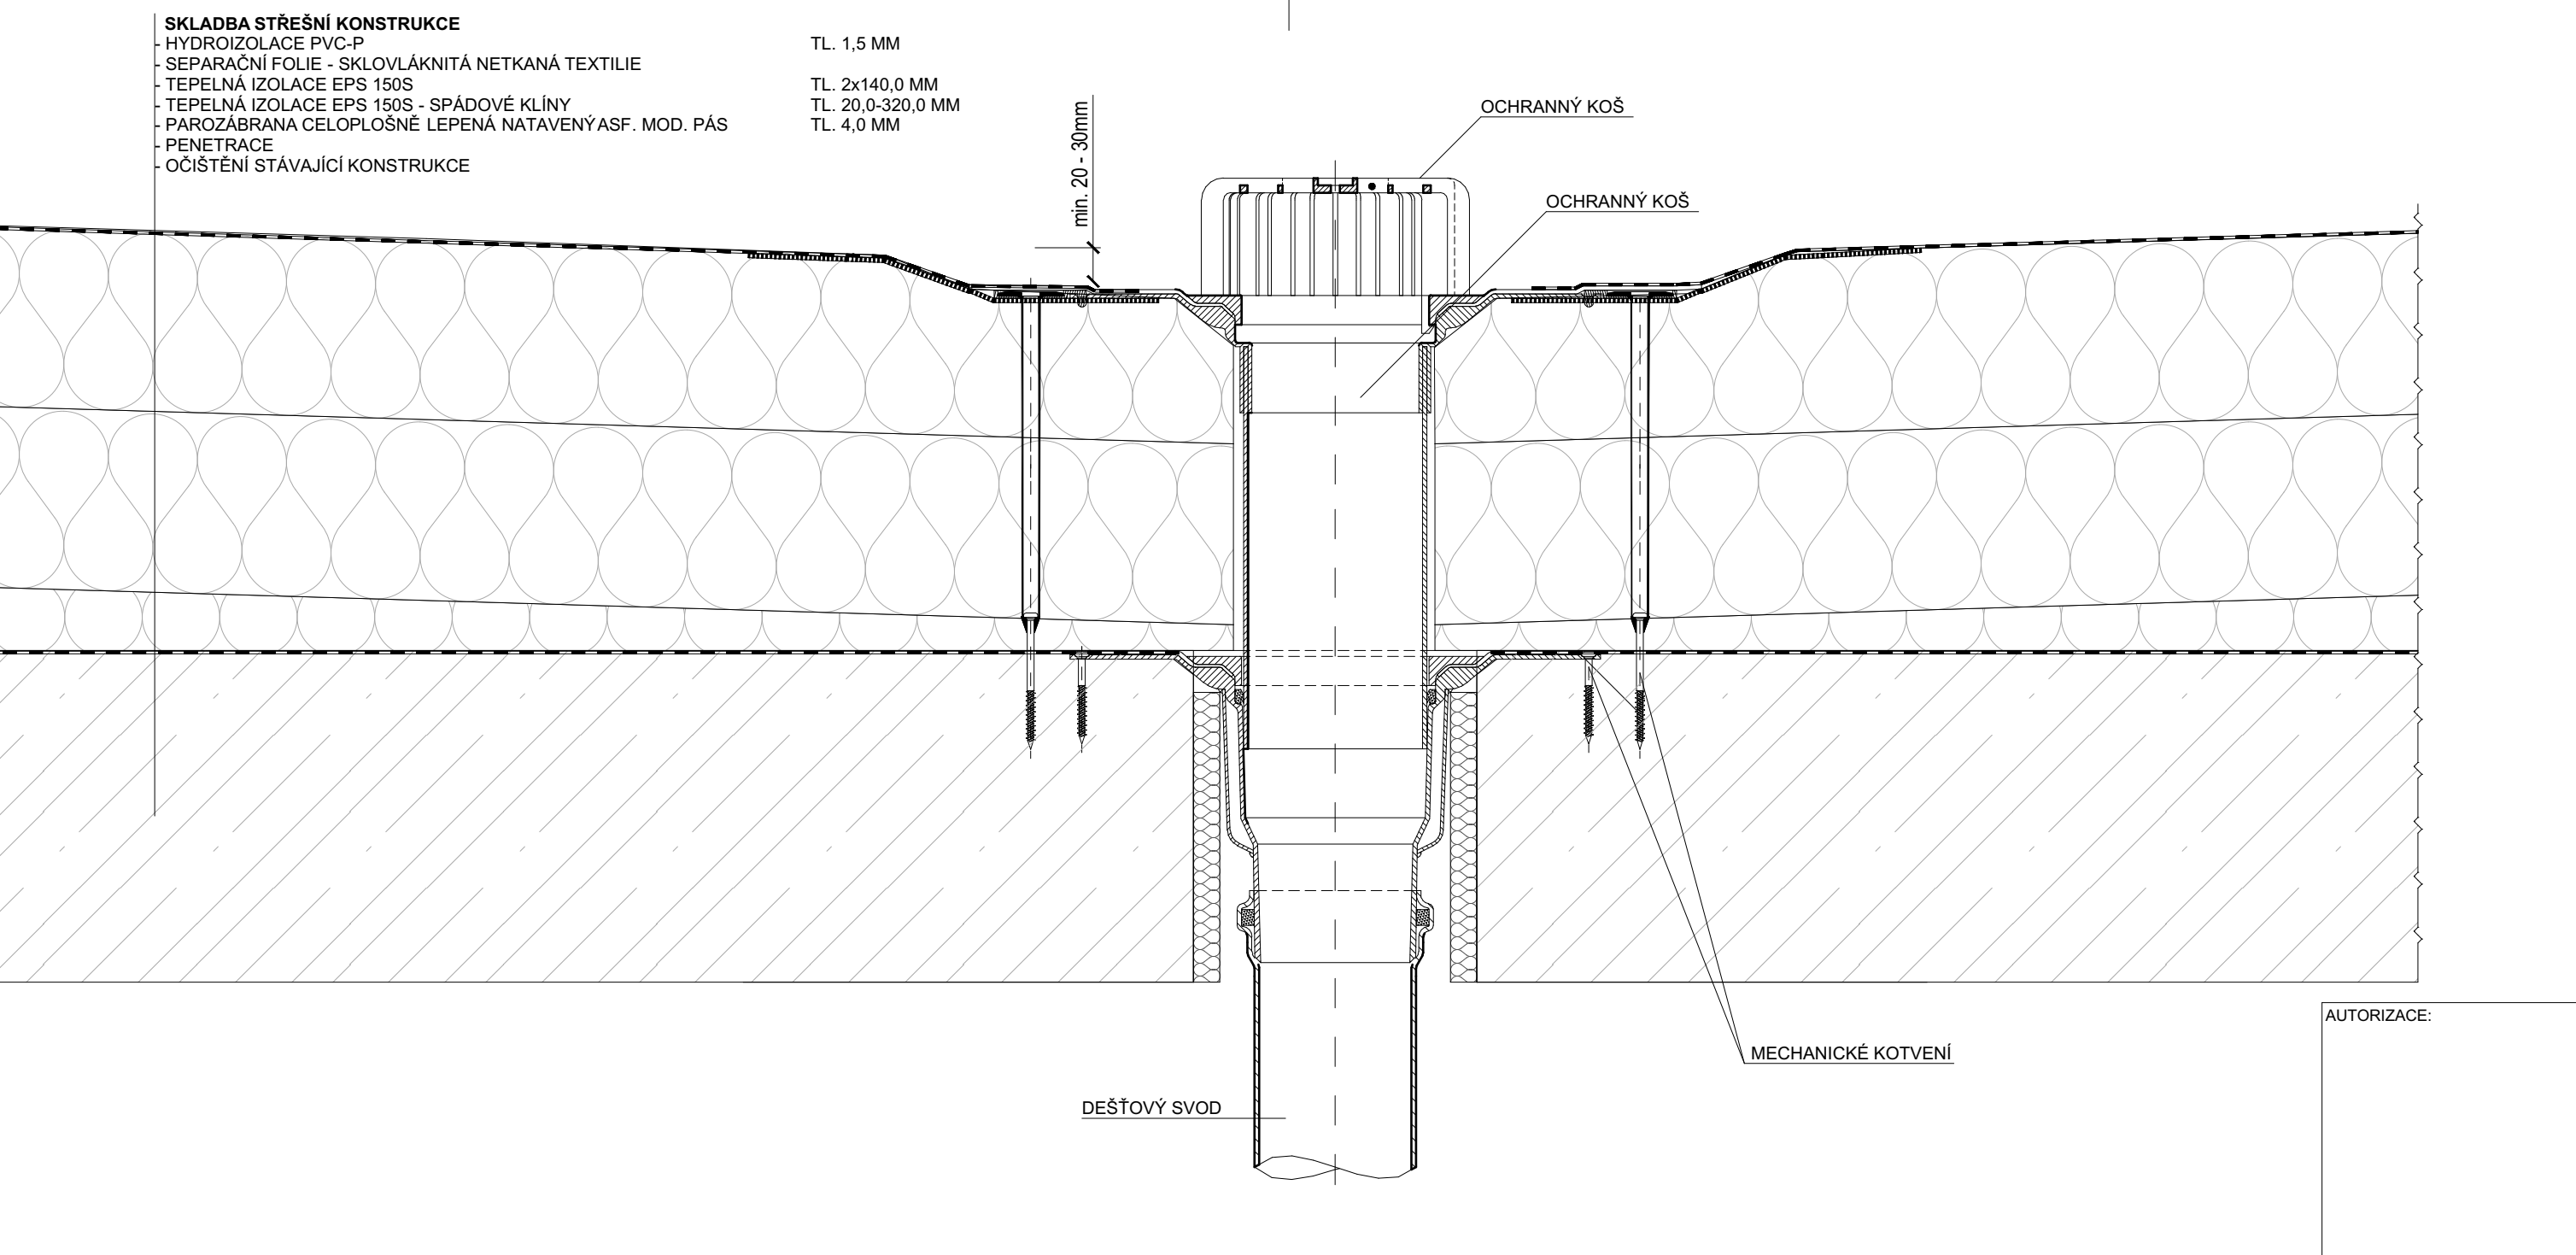 SKLADBA STŘEŠNÍ KONSTRUKCE
- HYDROIZOLACE PVC-P TL. 1,5 MM
- SEPARAČNÍ FOLIE - SKLOVLÁKNITÁ NETKANÁ TEXTILIE
- TEPELNÁ IZOLACE EPS 150S TL. 2x140,0 MM
- TEPELNÁ IZOLACE EPS 150S - SPÁDOVÉ KLÍNY TL. 20,0-320,0 MM
- PAROZÁBRANA CELOPLOŠNĚ LEPENÁ NATAVENÝ ASF. MOD. PÁS TL. 4,0 MM
- PENETRACE
- OČIŠTĚNÍ STÁVAJÍCÍ KONSTRUKCE
min. 20 - 30mm
OCHRANNÝ KOŠ
OCHRANNÝ KOŠ
AUTORIZACE:
MECHANICKÉ KOTVENÍ
DEŠŤOVÝ SVOD